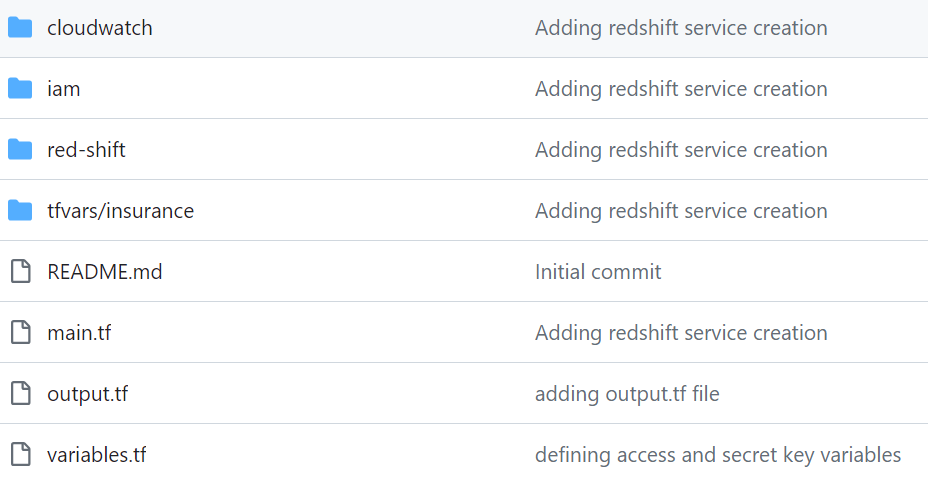 cloudwatch Adding redshift service creation
iam Adding redshift service creation
red-shift Adding redshift service creation
tfvars/insurance Adding redshift service creation
README.md Initial commit
main.tf Adding redshift service creation
output.tf adding output.tf file
variables.tf defining access and secret key variables